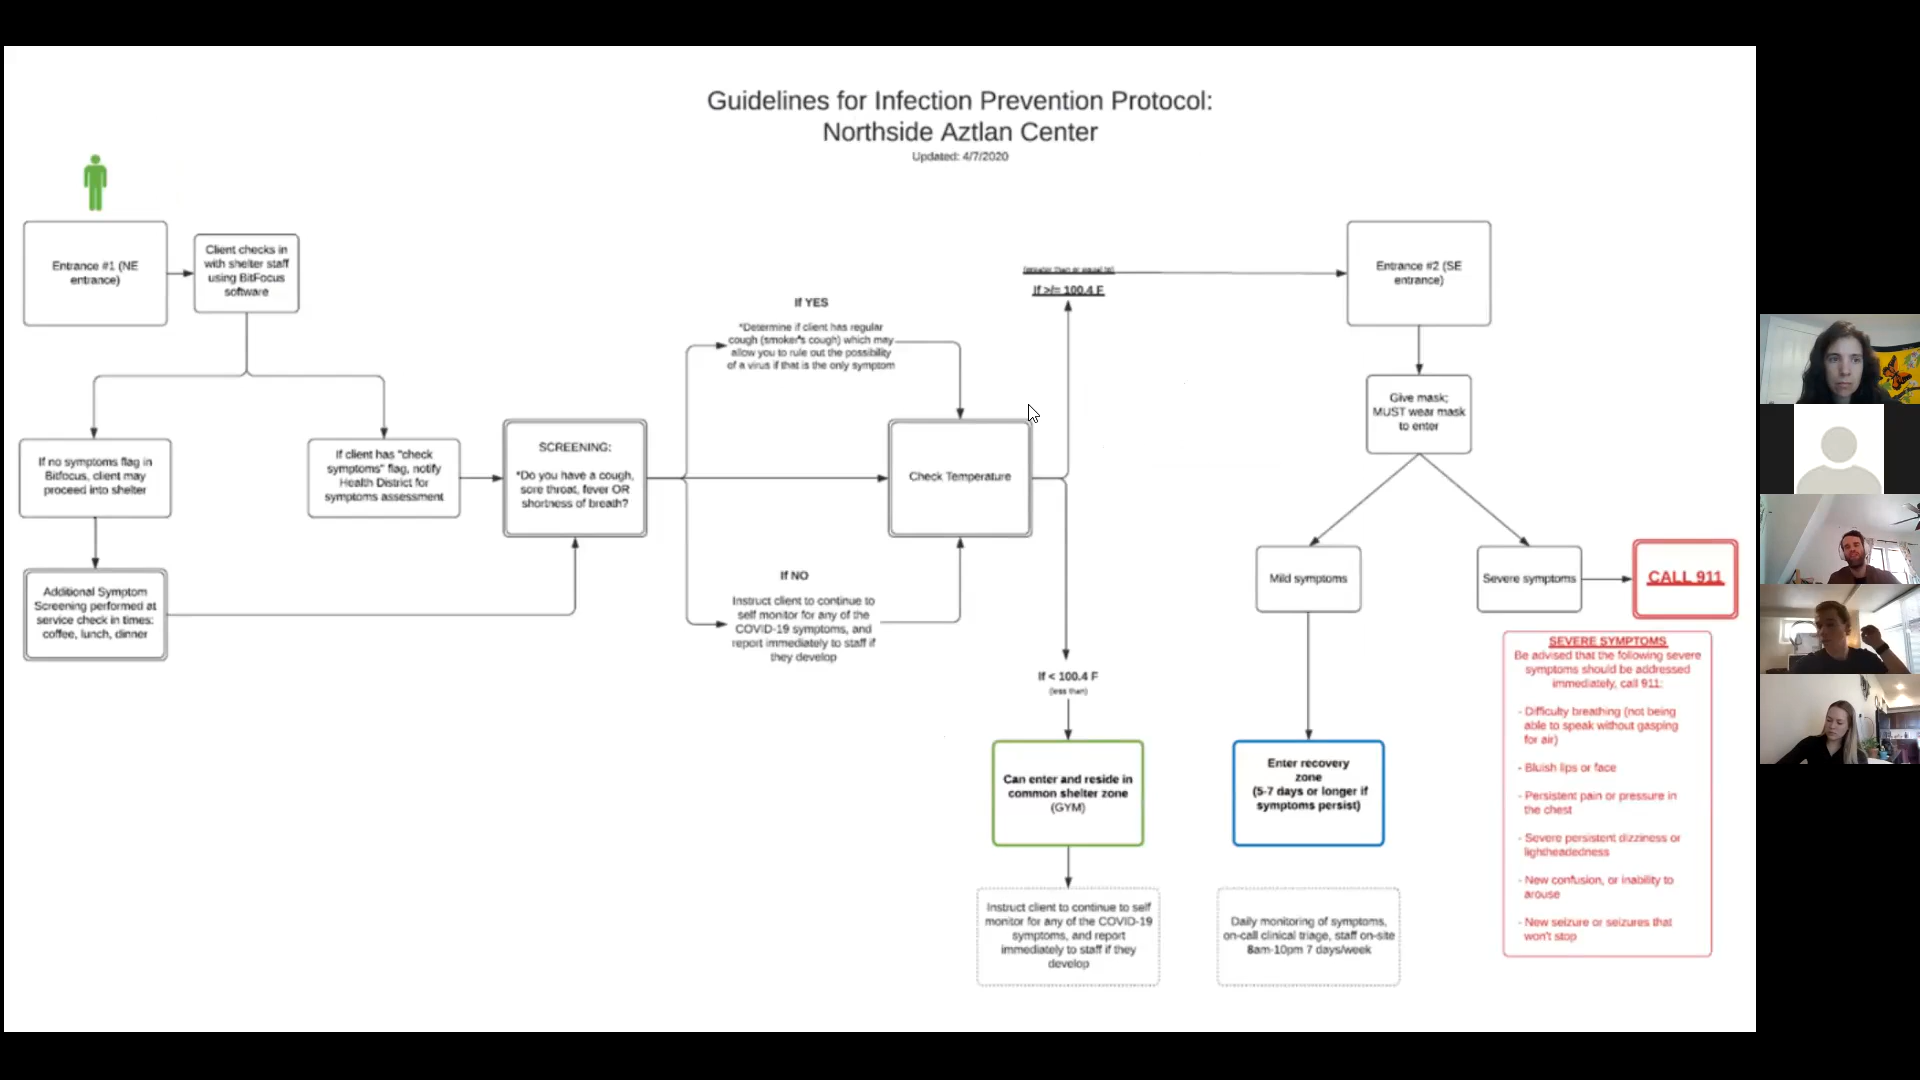 Guidelines for Infection Prevention Protocol:
Northside Aztlan Center
Updated: 4/7/2020
Entrance #1 (NE
entrance)
Client checks in
with shelter staff
using BitFocus
software
If no symptoms flag in
Bitfocus, client may
proceed into shelter
If client has "check
symptoms" flag, notify
Health District for
symptoms assessment
Additional Symptom
Screening performed at
service check in times:
coffee, lunch, dinner
SCREENING:
*Do you have a cough,
sore throat, fever OR
shortness of breath?
If YES
*Determine if client has regular
cough (smoker's cough) which may
allow you to rule out the possibility
of a virus if that is the only symptom
If NO
Instruct client to continue to
self monitor for any of the
COVID-19 symptoms, and
report immediately to staff if
they develop
Check Temperature
(greater than or equal to)
If >/= 100.4 F
If < 100.4 F
(less than)
Can enter and reside in
common shelter zone
(GYM)
Instruct client to continue to self
monitor for any of the COVID-19
symptoms, and report
immediately to staff if they
develop
Entrance #2 (SE
entrance)
Give mask;
MUST wear mask
to enter
Mild symptoms
Severe symptoms
CALL 911
Enter recovery
zone
(5-7 days or longer if
symptoms persist)
Daily monitoring of symptoms,
on-call clinical triage, staff on-site
8am-10pm 7 days/week
SEVERE SYMPTOMS
Be advised that the following severe
symptoms should be addressed
immediately, call 911:
- Difficulty breathing (not being
able to speak without gasping
for air)
- Bluish lips or face
- Persistent pain or pressure in
the chest
- Severe persistent dizziness or
lightheadedness
- New confusion, or inability to
arouse
- New seizure or seizures that
won't stop